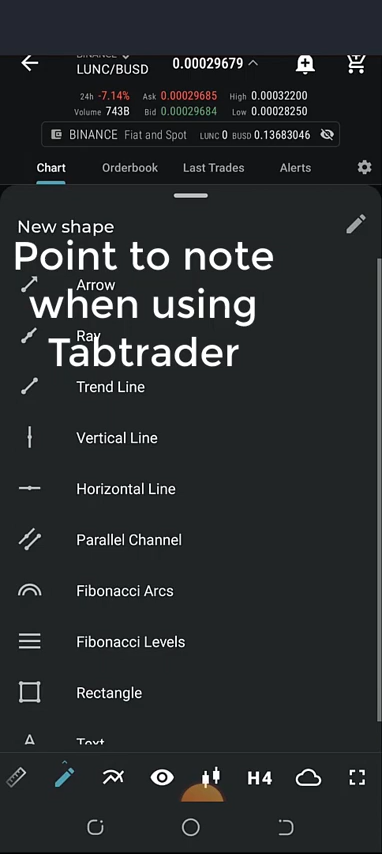 BINANCE
LUNC/BUSD
0.00029679
24h -7.14% Ask 0.00029685 High 0.00032200
Volume 743B Bid 0.00029684 Low 0.00028250
BINANCE Fiat and Spot LUNC 0 BUSD 0.13683046
Chart Orderbook Last Trades Alerts
New shape
Point to note
Arrow
when using
Ray
Tabtrader
Trend Line
Vertical Line
Horizontal Line
Parallel Channel
Fibonacci Arcs
Fibonacci Levels
Rectangle
Text
H4